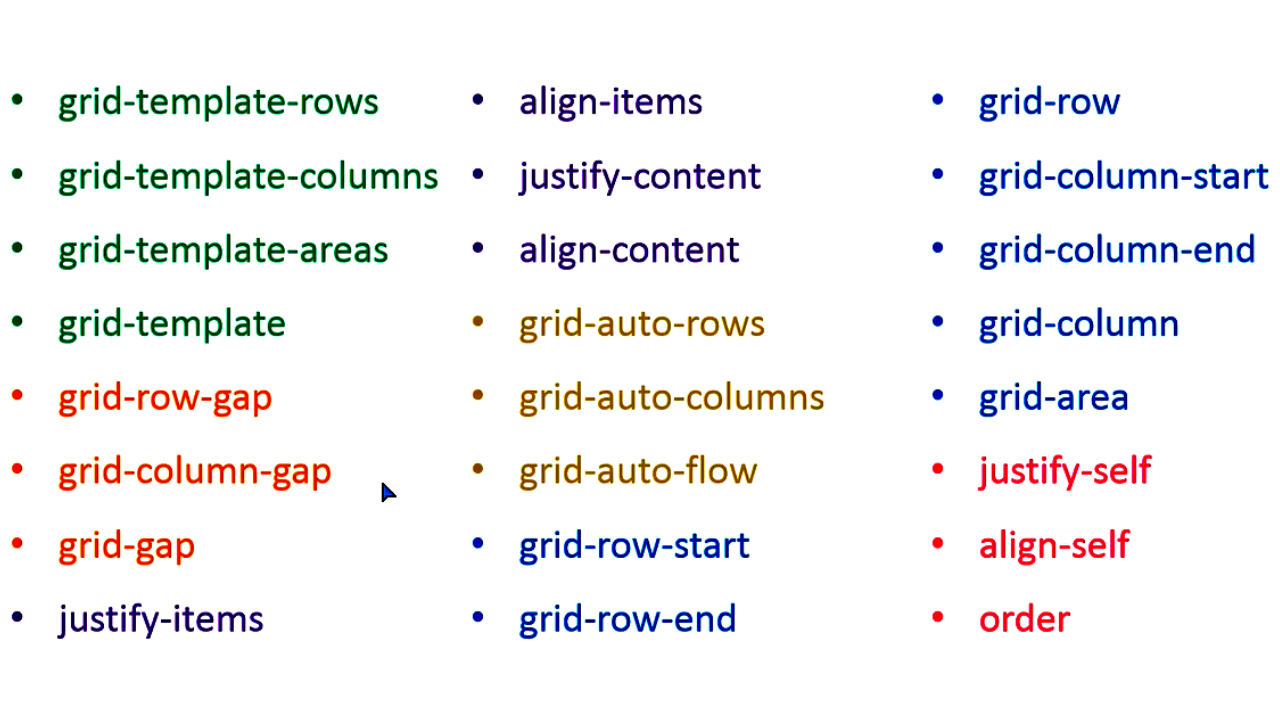 • grid-template-rows
• grid-template-columns
• grid-template-areas
• grid-template
• grid-row-gap
• grid-column-gap
• grid-gap
• justify-items
• align-items
• justify-content
• align-content
• grid-auto-rows
• grid-auto-columns
• grid-auto-flow
• grid-row-start
• grid-row-end
• grid-row
• grid-column-start
• grid-column-end
• grid-column
• grid-area
• justify-self
• align-self
• order